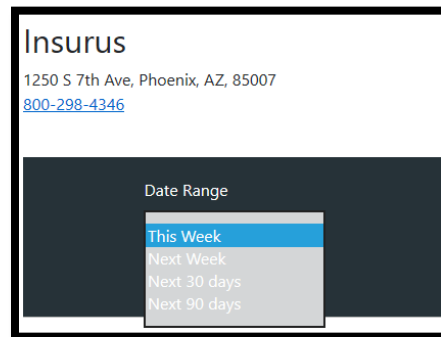 Insurus
1250 S 7th Ave, Phoenix, AZ, 85007
800-298-4346
Date Range
This Week
Next Week
Next 30 days
Next 90 days